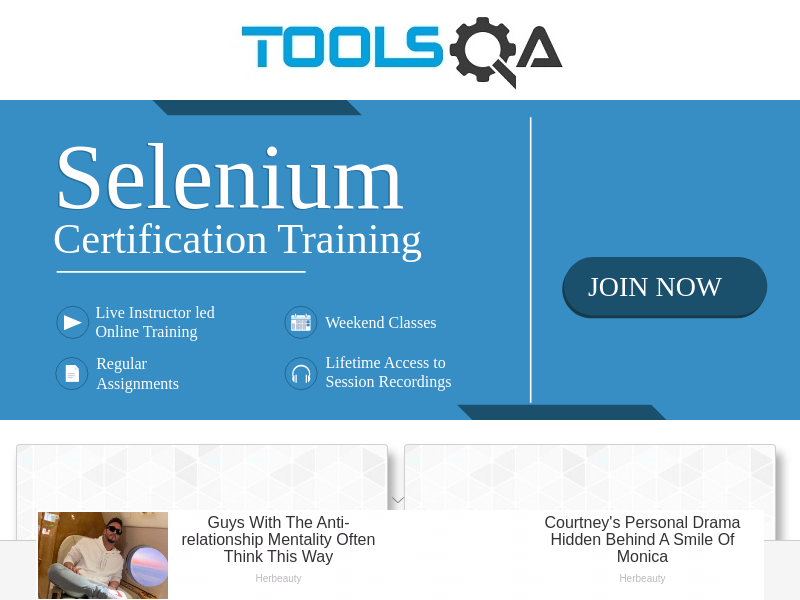 TOOLSQA
Selenium
Certification Training
JOIN NOW
Live Instructor led
Online Training
Weekend Classes
Regular
Assignments
Lifetime Access to
Session Recordings
Guys With The Anti-
relationship Mentality Often
Think This Way
Herbeauty
Courtney's Personal Drama
Hidden Behind A Smile Of
Monica
Herbeauty